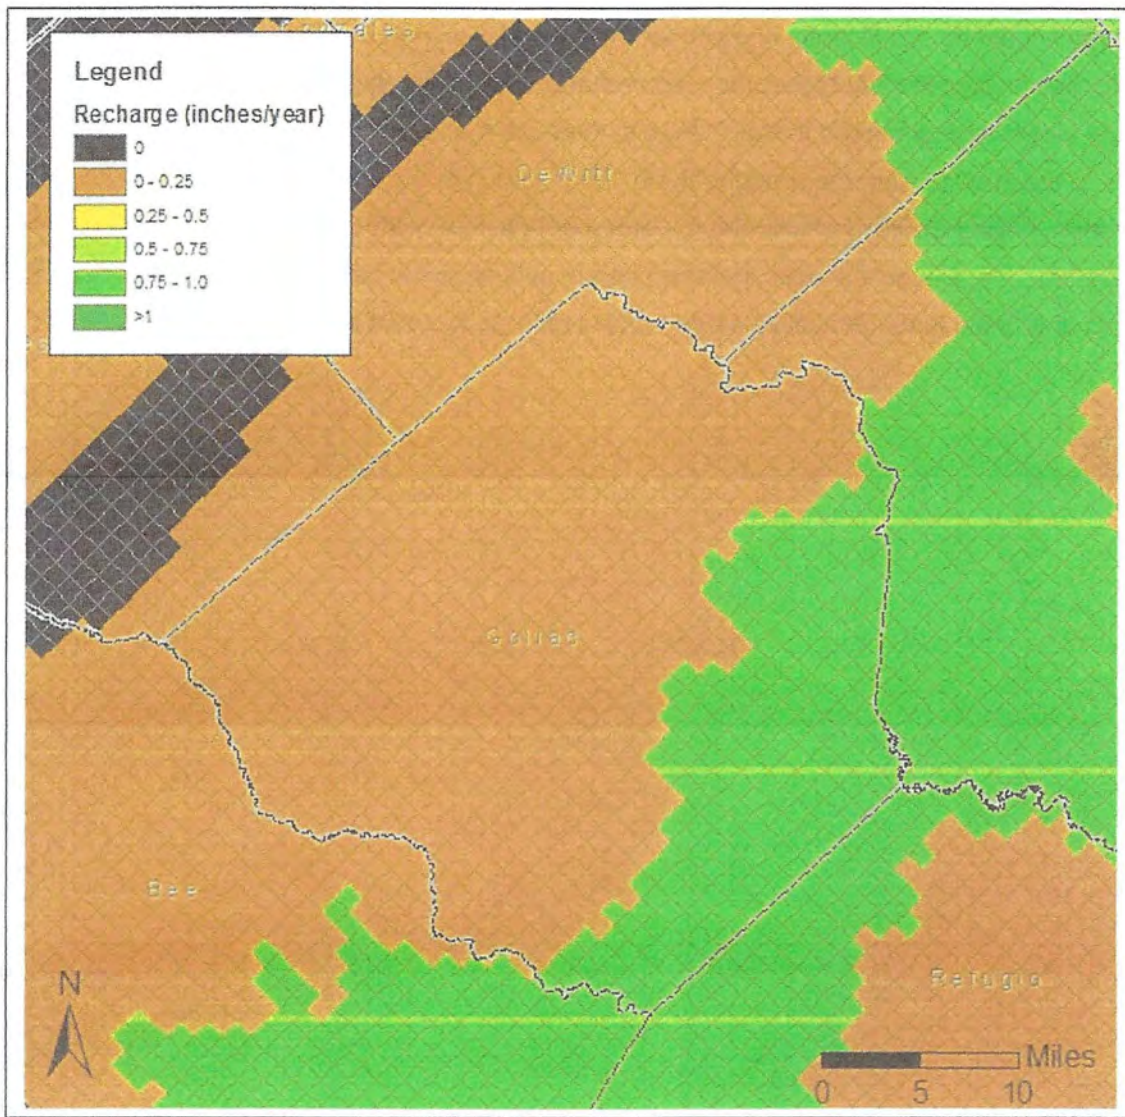 Legend
Recharge (inches/year)
0
0 - 0.25
0.25 - 0.5
0.5 - 0.75
0.75 - 1.0
>1
DeWitt
Goliad
Bee
Refugio
N
Miles
0 5 10